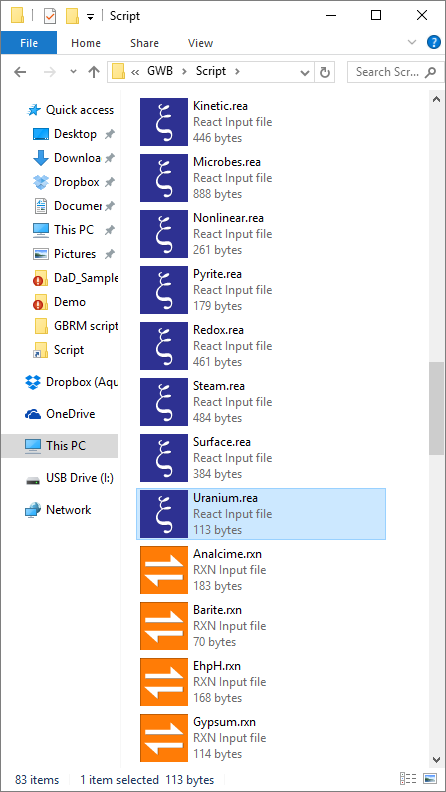 Script
File Home Share View
« GWB › Script ›
Search Scr...
Quick access
Desktop
Downloa
Dropbox
Documen
This PC
Pictures
DaD_Sample
Demo
GBRM script
Script
Dropbox (Aqu
OneDrive
This PC
USB Drive (I:)
Network
Kinetic.rea
React Input file
446 bytes
Microbes.rea
React Input file
888 bytes
Nonlinear.rea
React Input file
261 bytes
Pyrite.rea
React Input file
179 bytes
Redox.rea
React Input file
461 bytes
Steam.rea
React Input file
484 bytes
Surface.rea
React Input file
384 bytes
Uranium.rea
React Input file
113 bytes
Analcime.rxn
RXN Input file
183 bytes
Barite.rxn
RXN Input file
70 bytes
EhpH.rxn
RXN Input file
168 bytes
Gypsum.rxn
RXN Input file
114 bytes
83 items 1 item selected 113 bytes